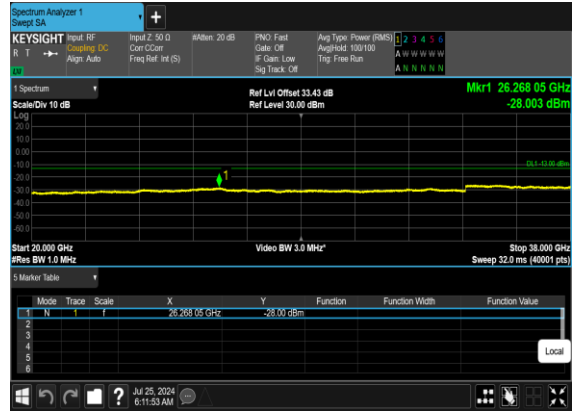 Spectrum Analyzer 1
Swept SA
KEYSIGHT
R T
Input: RF
Coupling: DC
Align: Auto
Input Z: 50 Ω
Corr CCorr
Freq Ref: Int (S)
#Atten: 20 dB
PNO: Fast
Gate: Off
IF Gain: Low
Sig Track: Off
Avg Type: Power (RMS)
Avg|Hold: 100/100
Trig: Free Run
1 2 3 4 5 6
A W W W W W
A N N N N N
1 Spectrum
Scale/Div 10 dB
Ref Lvl Offset 33.43 dB
Ref Level 30.00 dBm
Mkr1 26.268 05 GHz
-28.003 dBm
Log
20.0
10.0
0.00
-10.0
-20.0
-30.0
-40.0
-50.0
-60.0
DL1 -13.00 dBm
1
Start 20.000 GHz
#Res BW 1.0 MHz
Video BW 3.0 MHz*
Stop 38.000 GHz
Sweep 32.0 ms (40001 pts)
5 Marker Table
Mode Trace Scale X Y Function Function Width Function Value
1 N 1 f 26.268 05 GHz -28.00 dBm
2
3
4
5
6
Local
?
Jul 25, 2024
6:11:53 AM